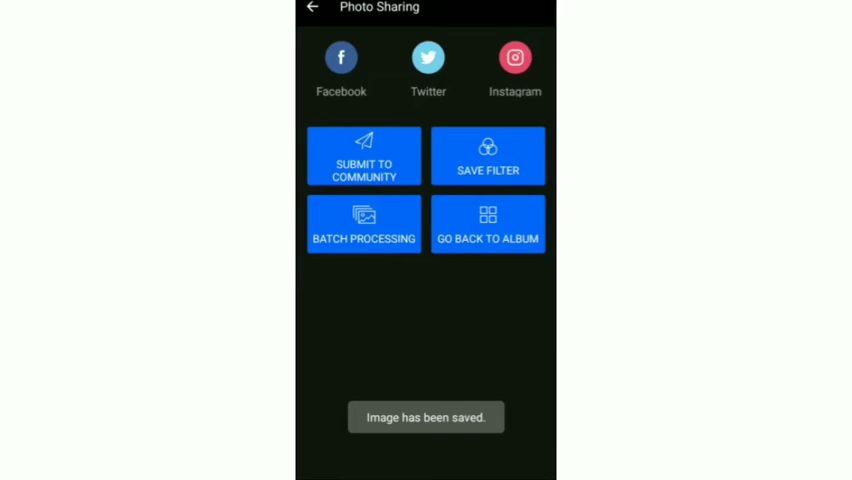 Photo Sharing
Facebook Twitter Instagram
SUBMIT TO
COMMUNITY
SAVE FILTER
BATCH PROCESSING
GO BACK TO ALBUM
Image has been saved.